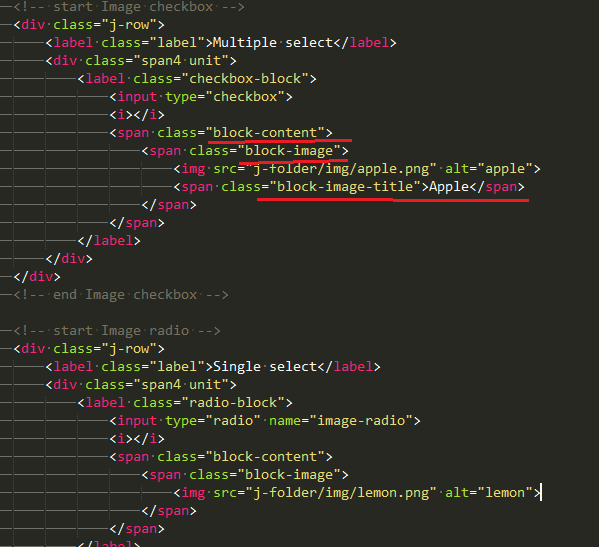 <!-- start Image checkbox -->
<div class="j-row">
<label class="label">Multiple select</label>
<div class="span4 unit">
<label class="checkbox-block">
<input type="checkbox">
<i></i>
<span class="block-content">
<span class="block-image">
<img src="j-folder/img/apple.png" alt="apple">
<span class="block-image-title">Apple</span>
</span>
</span>
</label>
</div>
</div>
<!-- end Image checkbox -->
<!-- start Image radio -->
<div class="j-row">
<label class="label">Single select</label>
<div class="span4 unit">
<label class="radio-block">
<input type="radio" name="image-radio">
<i></i>
<span class="block-content">
<span class="block-image">
<img src="j-folder/img/lemon.png" alt="lemon">
</span>
</span>
</label>